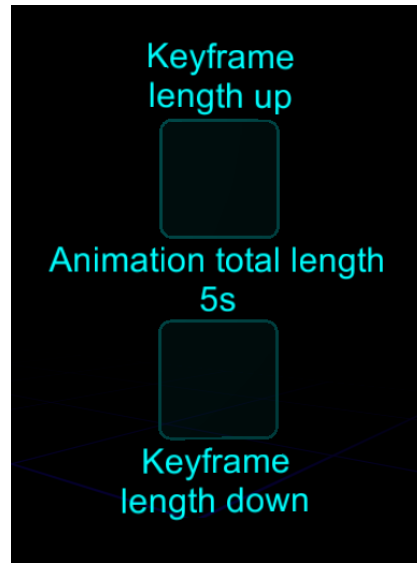 Keyframe
length up
Animation total length
5s
Keyframe
length down